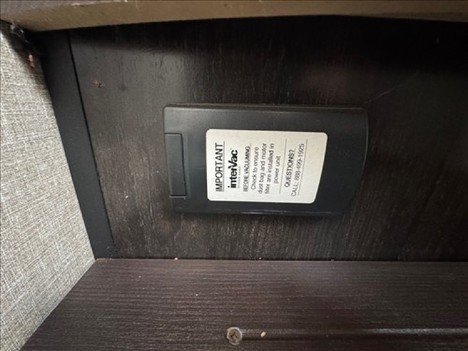 IMPORTANT
interVac
BEFORE VACUUMING
Check to ensure
dust bag and motor
filter are installed in
power unit.
QUESTIONS?
CALL: 888-499-1925